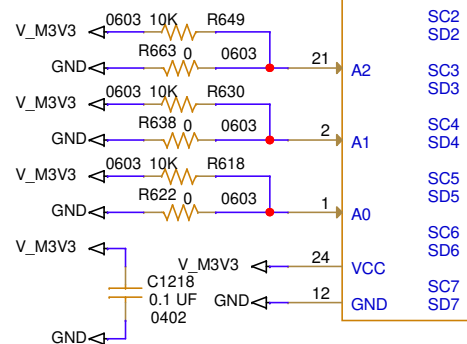 SC2
0603 10K R649
V_M3V3 SD2
R663 0 0603
GND 21 A2 SC3
SD3
0603 10K R630
V_M3V3
R638 0 0603 SC4
GND 2 A1 SD4
0603 10K R618
V_M3V3 SC5
R622 0 0603 SD5
GND 1 A0
SC6
V_M3V3 SD6
V_M3V3 24 VCC
C1218 SC7
0.1 UF GND 12 GND SD7
0402
GND